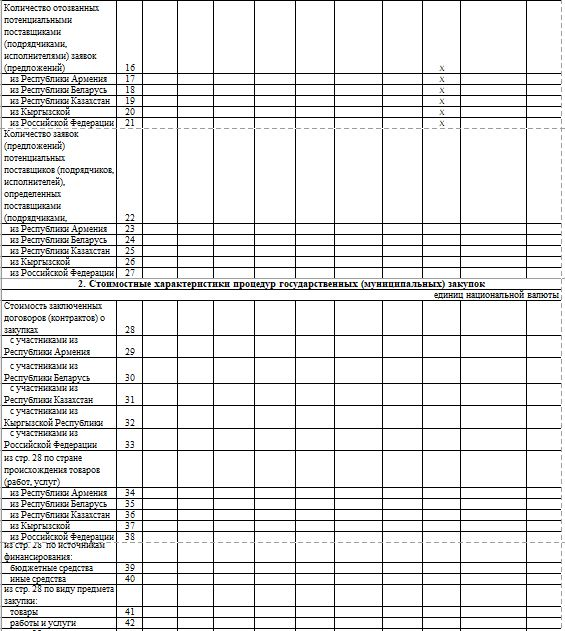 Количество отозванных
потенциальными
поставщиками
(подрядчиками,
исполнителями) заявок
(предложений) 16 х
из Республики Армения 17 х
из Республики Беларусь 18 х
из Республики Казахстан 19 х
из Кыргызской 20 х
из Российской Федерации 21 х
Количество заявок
(предложений)
потенциальных
поставщиков (подрядчиков,
исполнителей),
определенных
поставщиками
(подрядчиками, 22
из Республики Армения 23
из Республики Беларусь 24
из Республики Казахстан 25
из Кыргызской 26
из Российской Федерации 27
2. Стоимостные характеристики процедур государственных (муниципальных) закупок
единиц национальной валюты
Стоимость заключенных
договоров (контрактов) о
закупках 28
с участниками из
Республики Армения 29
с участниками из
Республики Беларусь 30
с участниками из
Республики Казахстан 31
с участниками из
Кыргызской Республики 32
с участниками из
Российской Федерации 33
из стр. 28 по стране
происхождения товаров
(работ, услуг)
из Республики Армения 34
из Республики Беларусь 35
из Республики Казахстан 36
из Кыргызской 37
из Российской Федерации 38
из стр. 28 по источникам
финансирования:
бюджетные средства 39
иные средства 40
из стр. 28 по виду предмета
закупки:
товары 41
работы и услуги 42